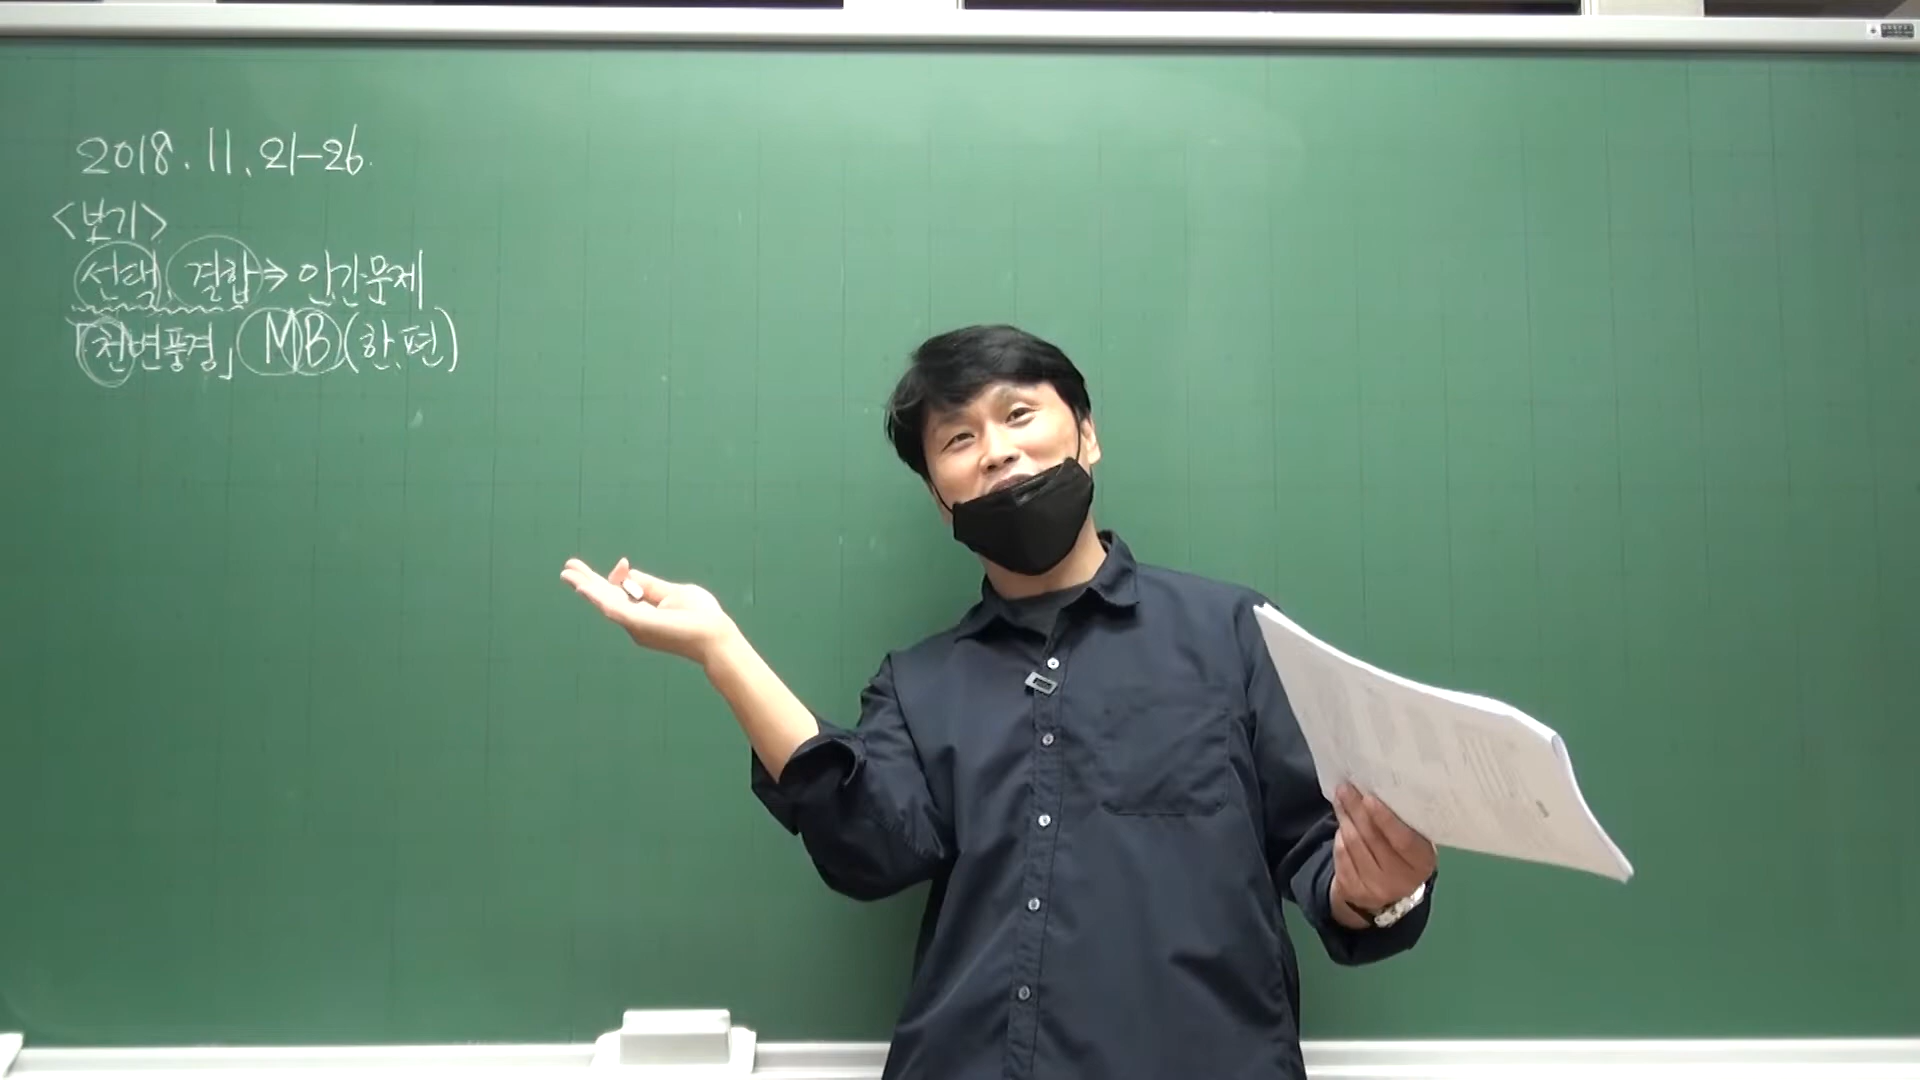 2018. 11. 21-26.
<보기>
선택, 결합 ⇒ 인간문제
「천변풍경」 MB (한 편)